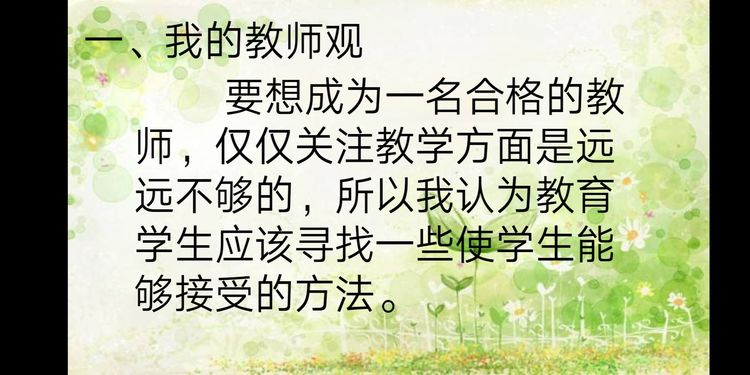 一、我的教师观
要想成为一名合格的教
师，仅仅关注教学方面是远
远不够的，所以我认为教育
学生应该寻找一些使学生能
够接受的方法。